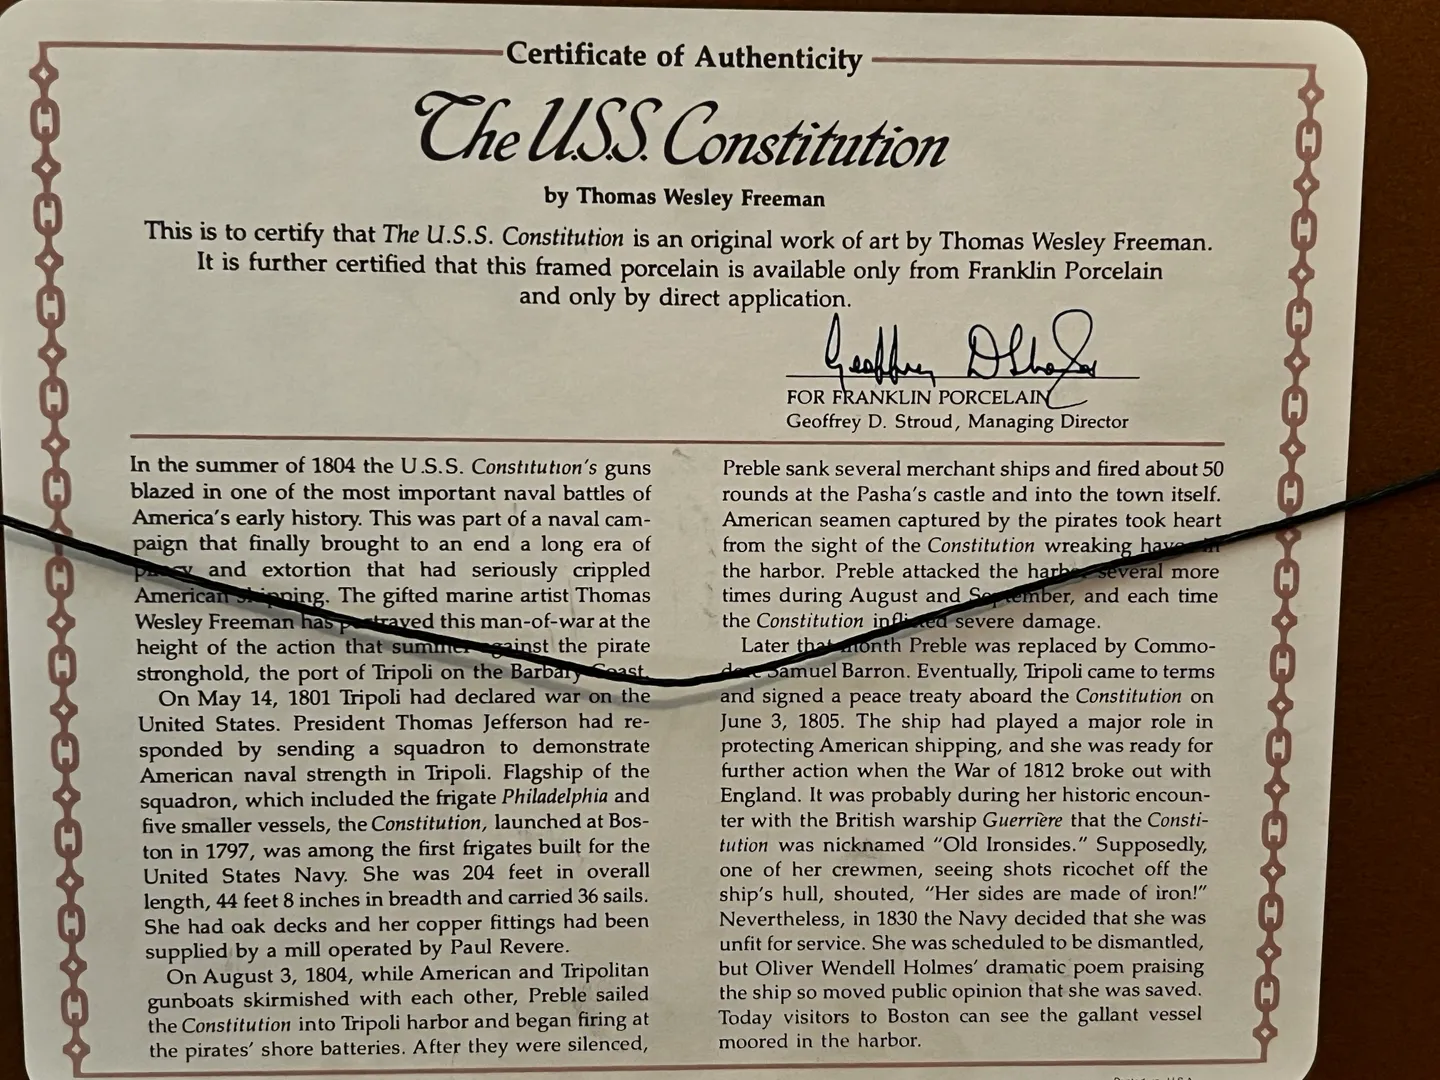 Certificate of Authenticity
The U.S.S. Constitution
by Thomas Wesley Freeman
This is to certify that The U.S.S. Constitution is an original work of art by Thomas Wesley Freeman.
It is further certified that this framed porcelain is available only from Franklin Porcelain
and only by direct application.
FOR FRANKLIN PORCELAIN
Geoffrey D. Stroud, Managing Director
In the summer of 1804 the U.S.S. Constitution's guns
blazed in one of the most important naval battles of
America's early history. This was part of a naval cam-
paign that finally brought to an end a long era of
piracy and extortion that had seriously crippled
American shipping. The gifted marine artist Thomas
Wesley Freeman has portrayed this man-of-war at the
height of the action that summer against the pirate
stronghold, the port of Tripoli on the Barbary Coast.
On May 14, 1801 Tripoli had declared war on the
United States. President Thomas Jefferson had re-
sponded by sending a squadron to demonstrate
American naval strength in Tripoli. Flagship of the
squadron, which included the frigate Philadelphia and
five smaller vessels, the Constitution, launched at Bos-
ton in 1797, was among the first frigates built for the
United States Navy. She was 204 feet in overall
length, 44 feet 8 inches in breadth and carried 36 sails.
She had oak decks and her copper fittings had been
supplied by a mill operated by Paul Revere.
On August 3, 1804, while American and Tripolitan
gunboats skirmished with each other, Preble sailed
the Constitution into Tripoli harbor and began firing at
the pirates' shore batteries. After they were silenced,
Preble sank several merchant ships and fired about 50
rounds at the Pasha's castle and into the town itself.
American seamen captured by the pirates took heart
from the sight of the Constitution wreaking havoc in
the harbor. Preble attacked the harbor several more
times during August and September, and each time
the Constitution inflicted severe damage.
Later that month Preble was replaced by Commo-
dore Samuel Barron. Eventually, Tripoli came to terms
and signed a peace treaty aboard the Constitution on
June 3, 1805. The ship had played a major role in
protecting American shipping, and she was ready for
further action when the War of 1812 broke out with
England. It was probably during her historic encoun-
ter with the British warship Guerrière that the Consti-
tution was nicknamed "Old Ironsides." Supposedly,
one of her crewmen, seeing shots ricochet off the
ship's hull, shouted, "Her sides are made of iron!"
Nevertheless, in 1830 the Navy decided that she was
unfit for service. She was scheduled to be dismantled,
but Oliver Wendell Holmes' dramatic poem praising
the ship so moved public opinion that she was saved.
Today visitors to Boston can see the gallant vessel
moored in the harbor.